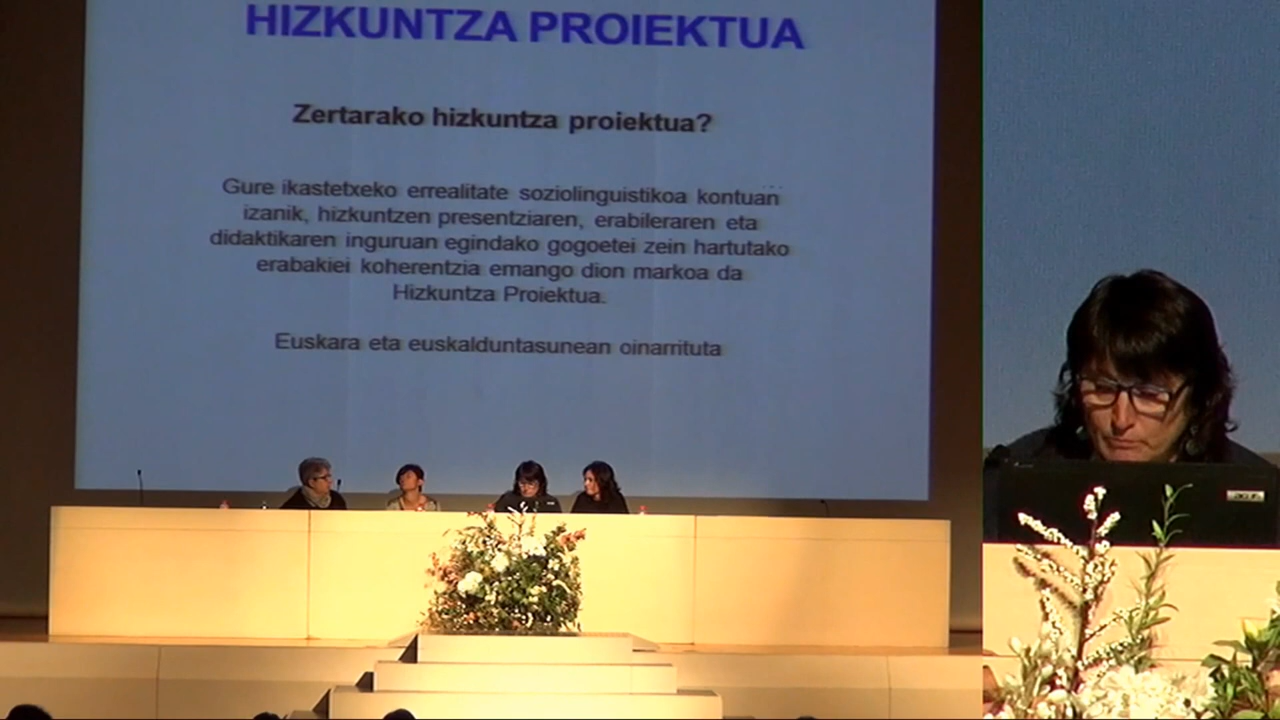 HIZKUNTZA PROIEKTUA
Zertarako hizkuntza proiektua?
Gure ikastetxeko errealitate soziolinguistikoa kontuan
izanik, hizkuntzen presentziaren, erabileraren eta
didaktikaren inguruan egindako gogoetei zein hartutako
erabakiei koherentzia emango dion markoa da
Hizkuntza Proiektua.
Euskara eta euskalduntasunean oinarrituta